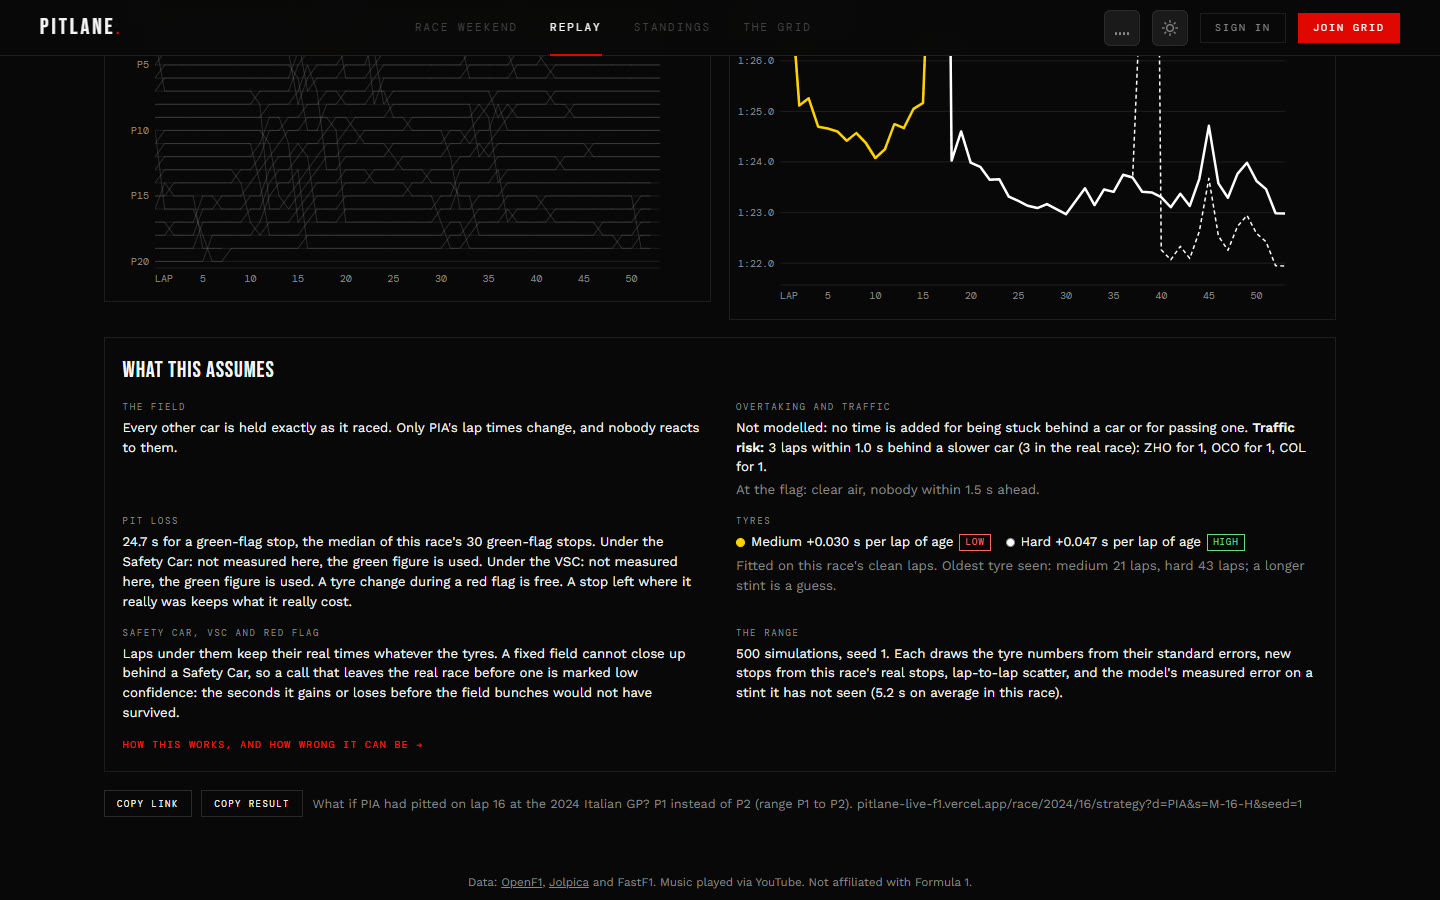 PITLANE.
RACE WEEKEND
REPLAY
STANDINGS
THE GRID
SIGN IN
JOIN GRID
P5
P10
P15
P20
LAP 5 10 15 20 25 30 35 40 45 50
1:26.0
1:25.0
1:24.0
1:23.0
1:22.0
LAP 5 10 15 20 25 30 35 40 45 50
WHAT THIS ASSUMES
THE FIELD
Every other car is held exactly as it raced. Only PIA's lap times change, and nobody reacts
to them.
OVERTAKING AND TRAFFIC
Not modelled: no time is added for being stuck behind a car or for passing one. Traffic
risk: 3 laps within 1.0 s behind a slower car (3 in the real race): ZHO for 1, OCO for 1, COL
for 1.
At the flag: clear air, nobody within 1.5 s ahead.
PIT LOSS
24.7 s for a green-flag stop, the median of this race's 30 green-flag stops. Under the
Safety Car: not measured here, the green figure is used. Under the VSC: not measured
here, the green figure is used. A tyre change during a red flag is free. A stop left where it
really was keeps what it really cost.
TYRES
Medium +0.030 s per lap of age LOW Hard +0.047 s per lap of age HIGH
Fitted on this race's clean laps. Oldest tyre seen: medium 21 laps, hard 43 laps; a longer
stint is a guess.
SAFETY CAR, VSC AND RED FLAG
Laps under them keep their real times whatever the tyres. A fixed field cannot close up
behind a Safety Car, so a call that leaves the real race before one is marked low
confidence: the seconds it gains or loses before the field bunches would not have
survived.
THE RANGE
500 simulations, seed 1. Each draws the tyre numbers from their standard errors, new
stops from this race's real stops, lap-to-lap scatter, and the model's measured error on a
stint it has not seen (5.2 s on average in this race).
HOW THIS WORKS, AND HOW WRONG IT CAN BE →
COPY LINK
COPY RESULT
What if PIA had pitted on lap 16 at the 2024 Italian GP? P1 instead of P2 (range P1 to P2). pitlane-live-f1.vercel.app/race/2024/16/strategy?d=PIA&s=M-16-H&seed=1
Data: OpenF1, Jolpica and FastF1. Music played via YouTube. Not affiliated with Formula 1.